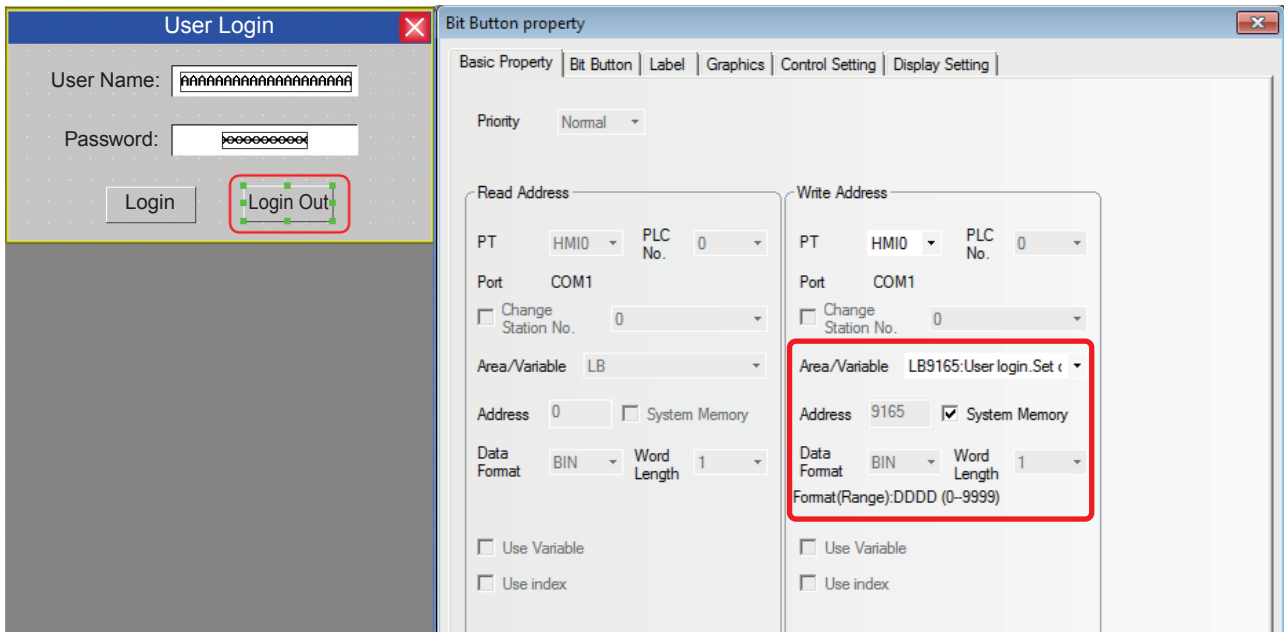 User Login
User Name: AAAAAAAAAAAAAAAAAAAA
Password:
Login
Login Out
Bit Button property
Basic Property Bit Button Label Graphics Control Setting Display Setting
Priority Normal
Read Address
PT HMI0 PLC No. 0
Port COM1
Change Station No. 0
Area/Variable LB
Address 0 System Memory
Data Format BIN Word Length 1
Use Variable
Use index
Write Address
PT HMI0 PLC No. 0
Port COM1
Change Station No. 0
Area/Variable LB9165:User login.Set
Address 9165 System Memory
Data Format BIN Word Length 1
Format(Range):DDDD (0--9999)
Use Variable
Use index